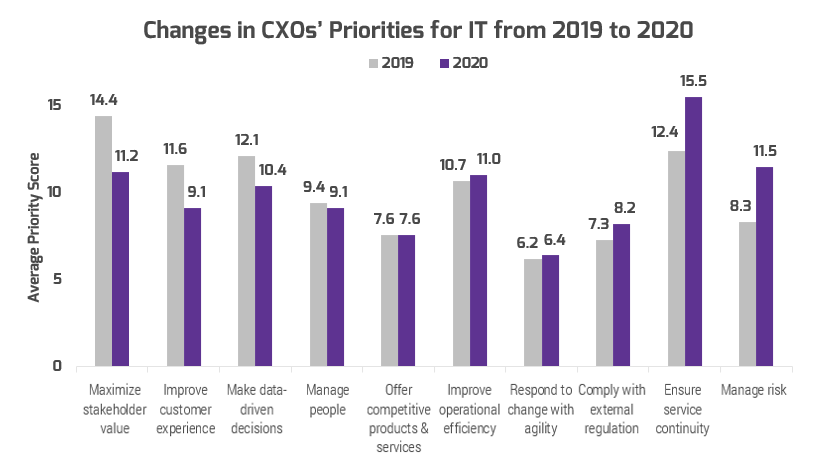 Changes in CXOs’ Priorities for IT from 2019 to 2020
2019 2020
Average Priority Score
15
10
5
0
14.4 11.2
11.6 9.1
12.1 10.4
9.4 9.1
7.6 7.6
10.7 11.0
6.2 6.4
7.3 8.2
12.4 15.5
8.3 11.5
Maximize
stakeholder
value
Improve
customer
experience
Make data-
driven
decisions
Manage
people
Offer
competitive
products &
services
Improve
operational
efficiency
Respond to
change with
agility
Comply with
external
regulation
Ensure
service
continuity
Manage risk